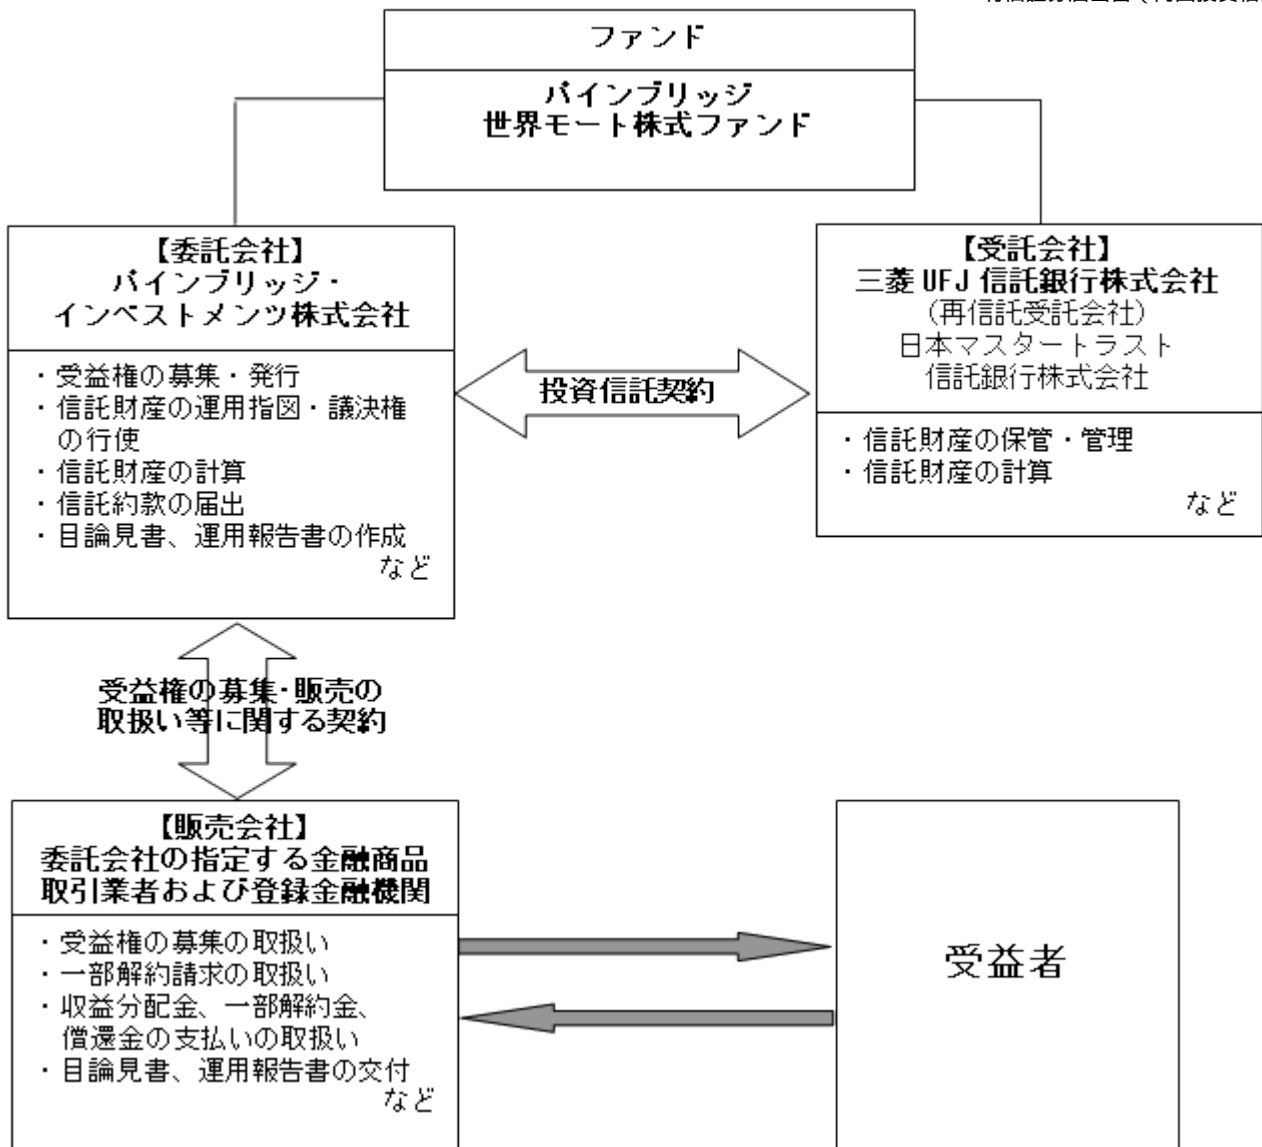 ファンド
パインブリッジ
世界モート株式ファンド
【委託会社】
パインブリッジ・
インベストメンツ株式会社
・受益権の募集・発行
・信託財産の運用指図・議決権
の行使
・信託財産の計算
・信託約款の届出
・目論見書、運用報告書の作成
など
投資信託契約
【受託会社】
三菱 UFJ 信託銀行株式会社
(再信託受託会社)
日本マスタートラスト
信託銀行株式会社
・信託財産の保管・管理
・信託財産の計算
など
受益権の募集・販売の
取扱い等に関する契約
【販売会社】
委託会社の指定する金融商品
取引業者および登録金融機関
・受益権の募集の取扱い
・一部解約請求の取扱い
・収益分配金、一部解約金、
償還金の支払いの取扱い
・目論見書、運用報告書の交付
など
受益者